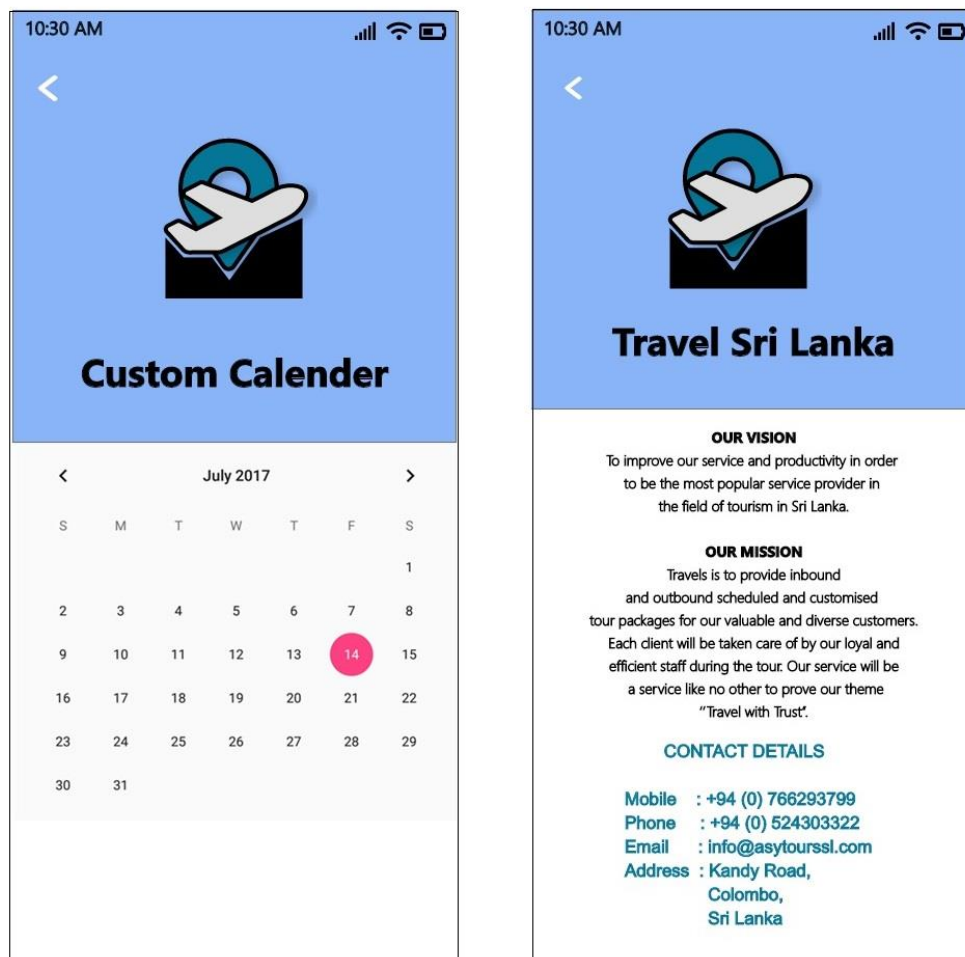 10:30 AM
Custom Calender
July 2017
S M T W T F S
1
2 3 4 5 6 7 8
9 10 11 12 13 14 15
16 17 18 19 20 21 22
23 24 25 26 27 28 29
30 31
10:30 AM
Travel Sri Lanka
OUR VISION
To improve our service and productivity in order
to be the most popular service provider in
the field of tourism in Sri Lanka.
OUR MISSION
Travels is to provide inbound
and outbound scheduled and customised
tour packages for our valuable and diverse customers.
Each client will be taken care of by our loyal and
efficient staff during the tour. Our service will be
a service like no other to prove our theme
“Travel with Trust”.
CONTACT DETAILS
Mobile : +94 (0) 766293799
Phone : +94 (0) 524303322
Email : info@asytourssl.com
Address : Kandy Road,
Colombo,
Sri Lanka